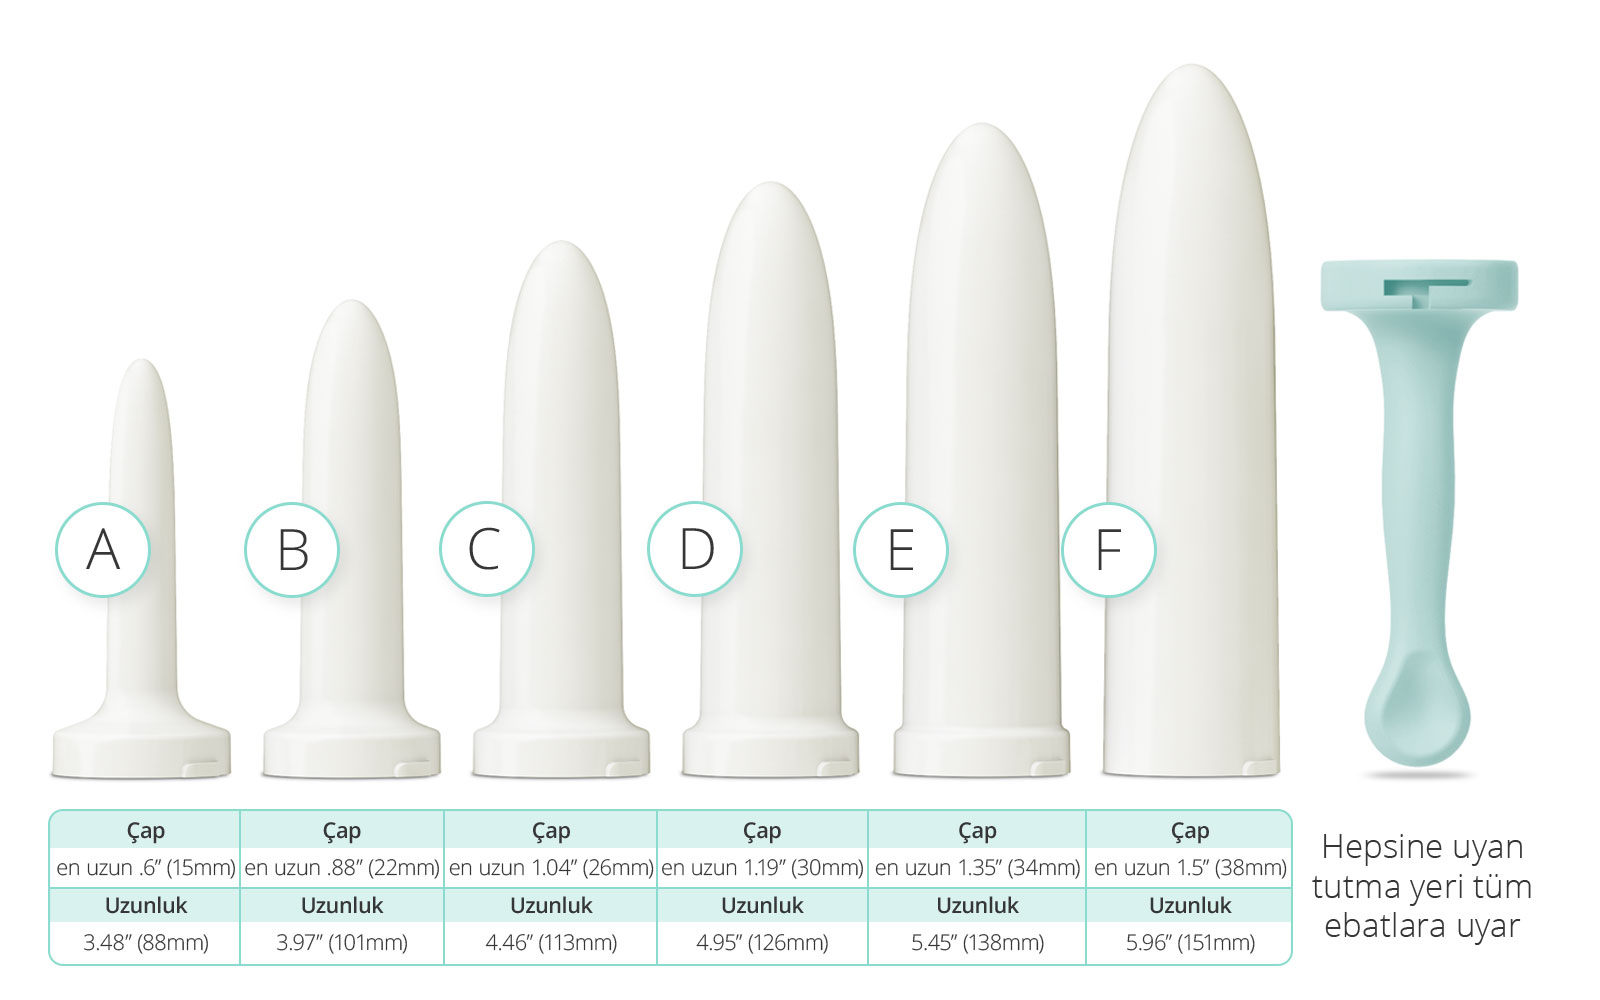 A
B
C
D
E
F
Çap Çap Çap Çap Çap Çap
en uzun .6” (15mm) en uzun .88” (22mm) en uzun 1.04” (26mm) en uzun 1.19” (30mm) en uzun 1.35” (34mm) en uzun 1.5” (38mm)
Uzunluk Uzunluk Uzunluk Uzunluk Uzunluk Uzunluk
3.48” (88mm) 3.97” (101mm) 4.46” (113mm) 4.95” (126mm) 5.45” (138mm) 5.96” (151mm)
Hepsine uyan
tutma yeri tüm
ebatlara uyar